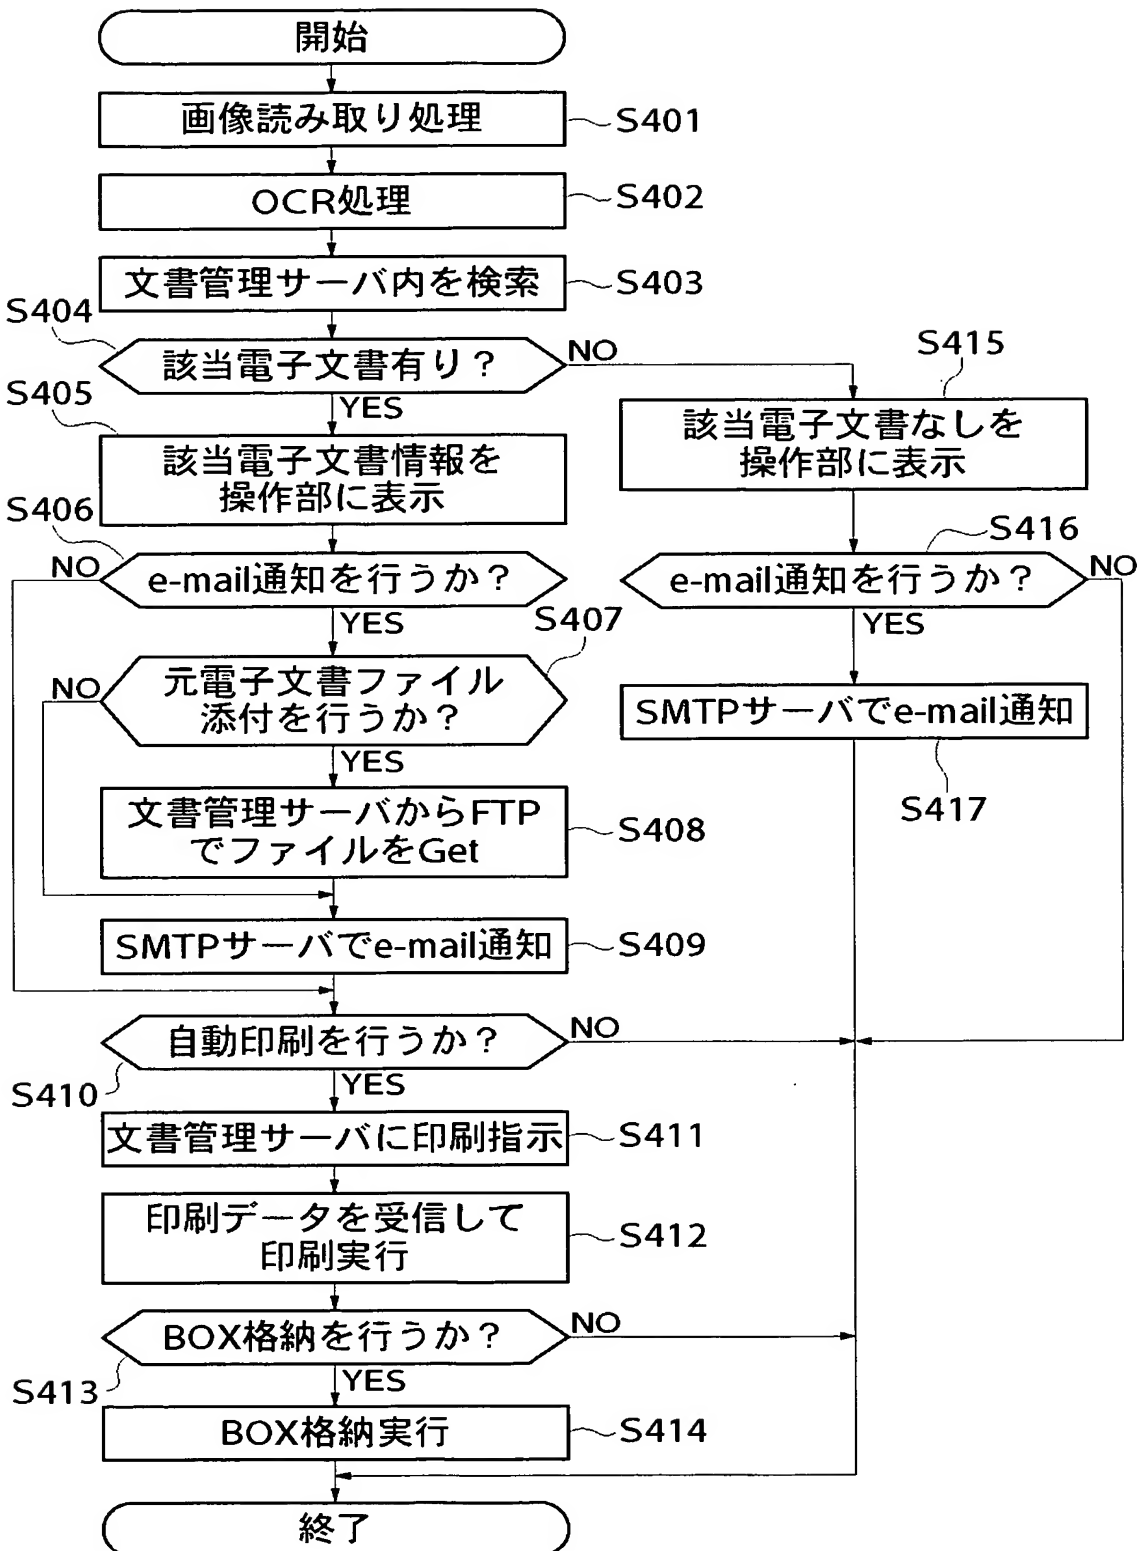 開始
画像読み取り処理
S401
OCR処理
S402
文書管理サーバ内を検索
S403
S404
該当電子文書有り？
NO
YES
S405
該当電子文書情報を
操作部に表示
S406
NO
e-mail通知を行うか？
YES
S407
NO
元電子文書ファイル
添付を行うか？
YES
文書管理サーバからFTP
でファイルをGet
S408
SMTPサーバでe-mail通知
S409
自動印刷を行うか？
NO
S410
YES
文書管理サーバに印刷指示
S411
印刷データを受信して
印刷実行
S412
BOX格納を行うか？
NO
S413
YES
BOX格納実行
S414
終了
S415
該当電子文書なしを
操作部に表示
S416
e-mail通知を行うか？
NO
YES
SMTPサーバでe-mail通知
S417